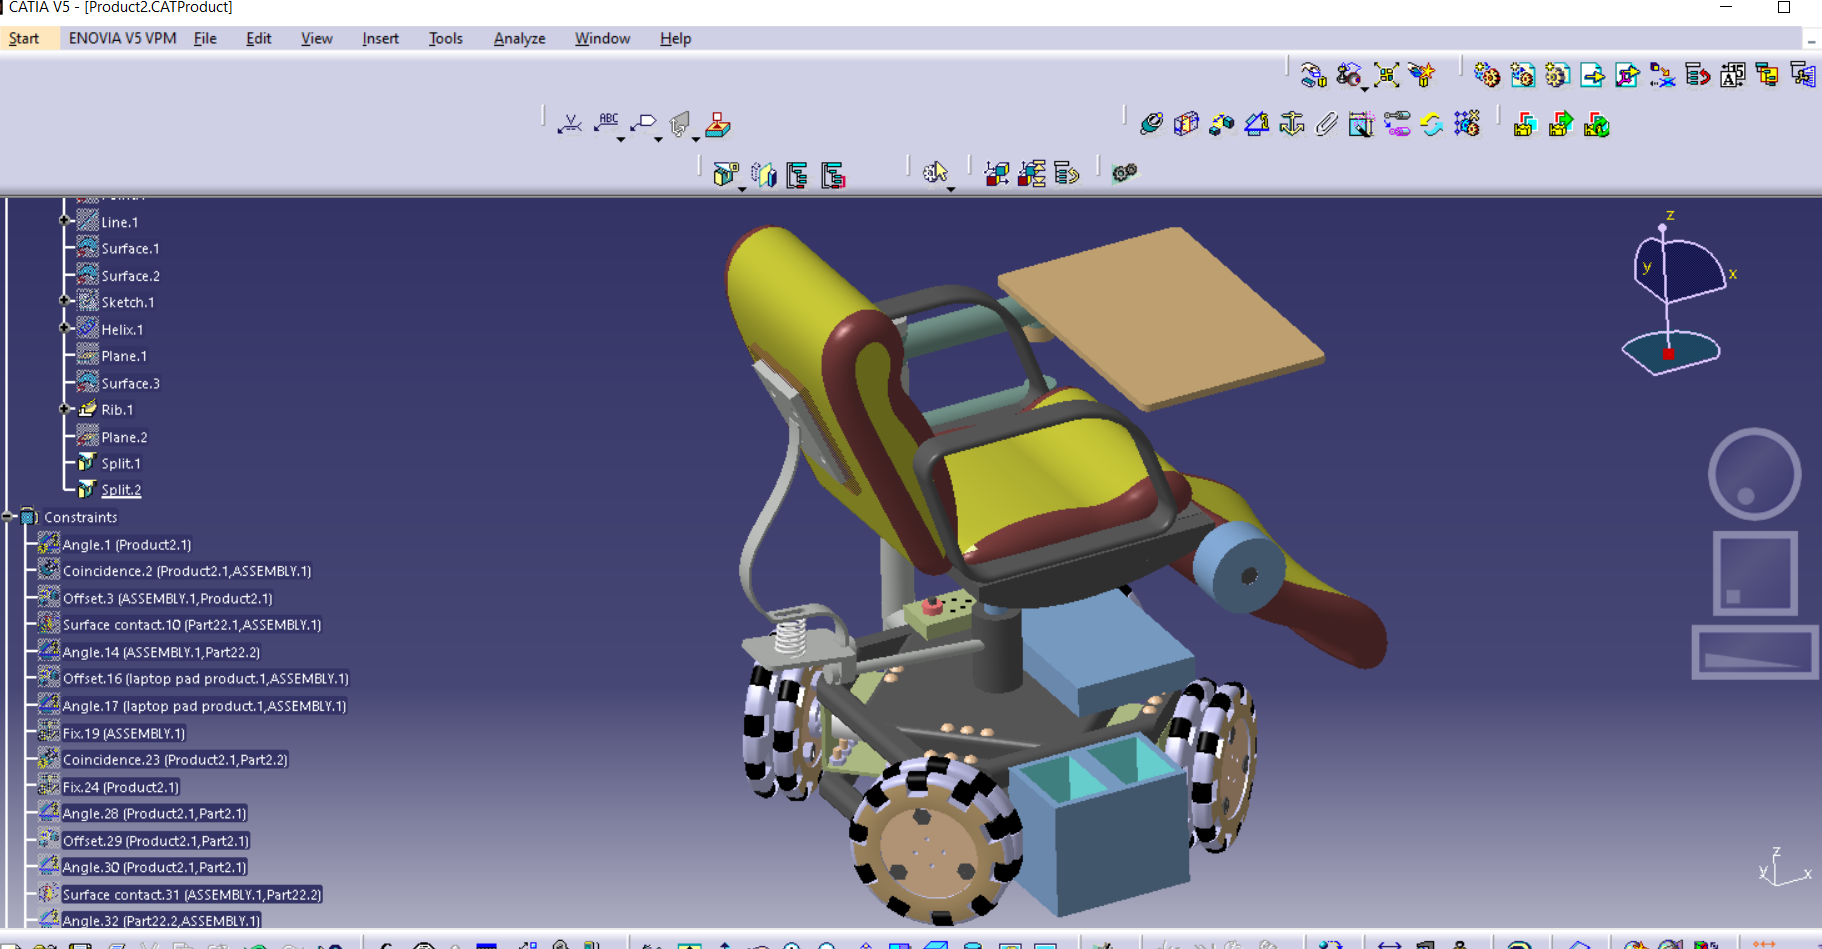 CATIA V5 - [Product2.CATProduct]
Start ENOVIA V5 VPM File Edit View Insert Tools Analyze Window Help
ABC
Line.1
Surface.1
Surface.2
Sketch.1
Helix.1
Plane.1
Surface.3
Rib.1
Plane.2
Split.1
Split.2
Constraints
Angle.1 (Product2.1)
Coincidence.2 (Product2.1,ASSEMBLY.1)
Offset.3 (ASSEMBLY.1,Product2.1)
Surface contact.10 (Part22.1,ASSEMBLY.1)
Angle.14 (ASSEMBLY.1,Part22.2)
Offset.16 (laptop pad product.1,ASSEMBLY.1)
Angle.17 (laptop pad product.1,ASSEMBLY.1)
Fix.19 (ASSEMBLY.1)
Coincidence.23 (Product2.1,Part2.2)
Fix.24 (Product2.1)
Angle.28 (Product2.1,Part2.1)
Offset.29 (Product2.1,Part2.1)
Angle.30 (Product2.1,Part2.1)
Surface contact.31 (ASSEMBLY.1,Part22.2)
Angle.32 (Part22.2,ASSEMBLY.1)
z
y
x
z
y
x